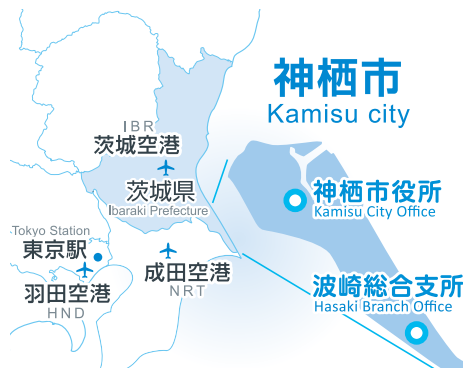 神栖市
Kamisu city
IBR
茨城空港
茨城県
Ibaraki Prefecture
神栖市役所
Kamisu City Office
Tokyo Station
東京駅
羽田空港
HND
成田空港
NRT
波崎総合支所
Hasaki Branch Office